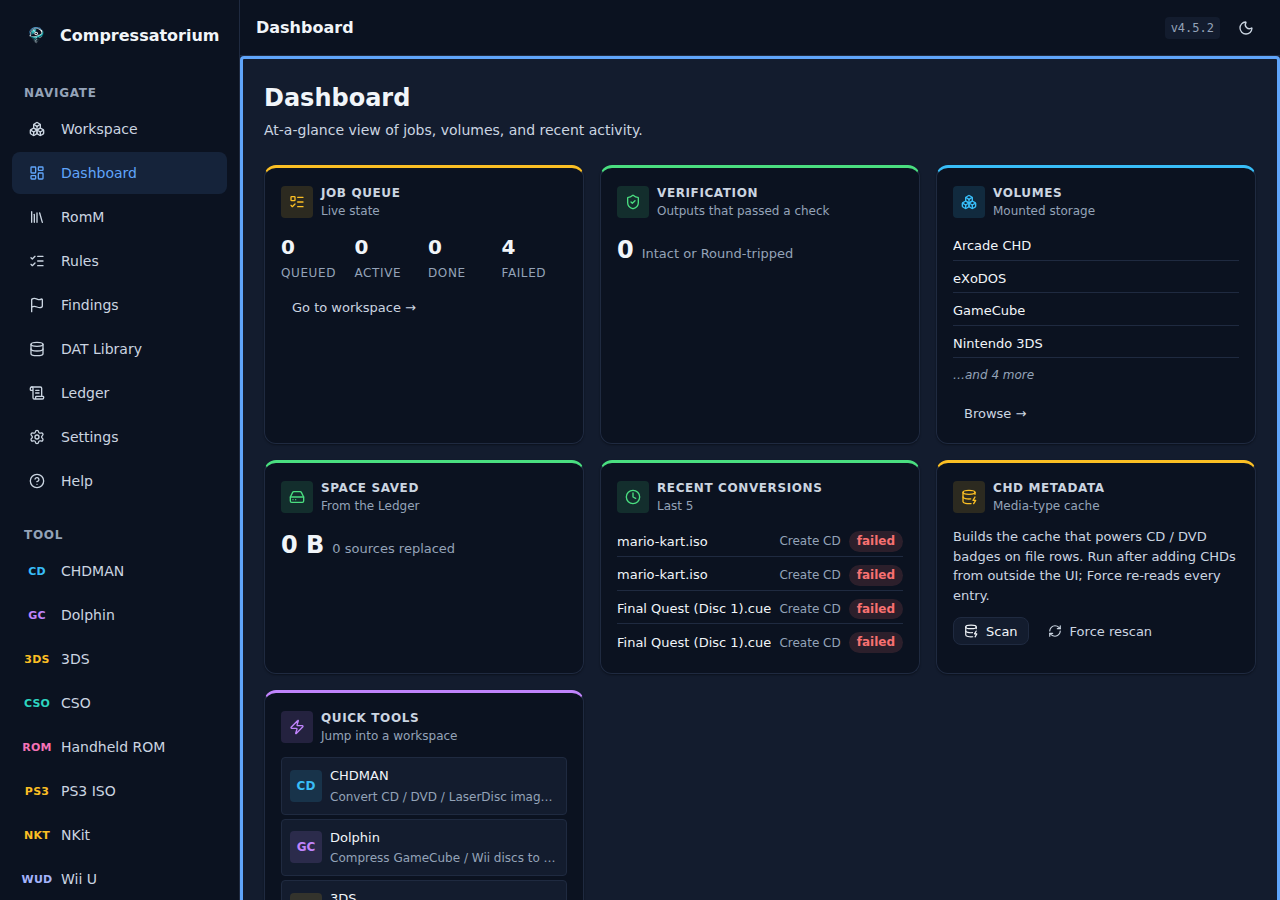 Compressatorium
NAVIGATE
Workspace
Dashboard
RomM
Rules
Findings
DAT Library
Ledger
Settings
Help
TOOL
CD CHDMAN
GC Dolphin
3DS 3DS
CSO CSO
ROM Handheld ROM
PS3 PS3 ISO
NKT NKit
WUD Wii U
Dashboard
v4.5.2
Dashboard
At-a-glance view of jobs, volumes, and recent activity.
JOB QUEUE
Live state
0 0 0 4
QUEUED ACTIVE DONE FAILED
Go to workspace →
VERIFICATION
Outputs that passed a check
0 Intact or Round-tripped
VOLUMES
Mounted storage
Arcade CHD
eXoDOS
GameCube
Nintendo 3DS
…and 4 more
Browse →
SPACE SAVED
From the Ledger
0 B 0 sources replaced
RECENT CONVERSIONS
Last 5
mario-kart.iso Create CD failed
mario-kart.iso Create CD failed
Final Quest (Disc 1).cue Create CD failed
Final Quest (Disc 1).cue Create CD failed
CHD METADATA
Media-type cache
Builds the cache that powers CD / DVD
badges on file rows. Run after adding CHDs
from outside the UI; Force re-reads every
entry.
Scan Force rescan
QUICK TOOLS
Jump into a workspace
CD CHDMAN
Convert CD / DVD / LaserDisc imag…
GC Dolphin
Compress GameCube / Wii discs to …
3DS